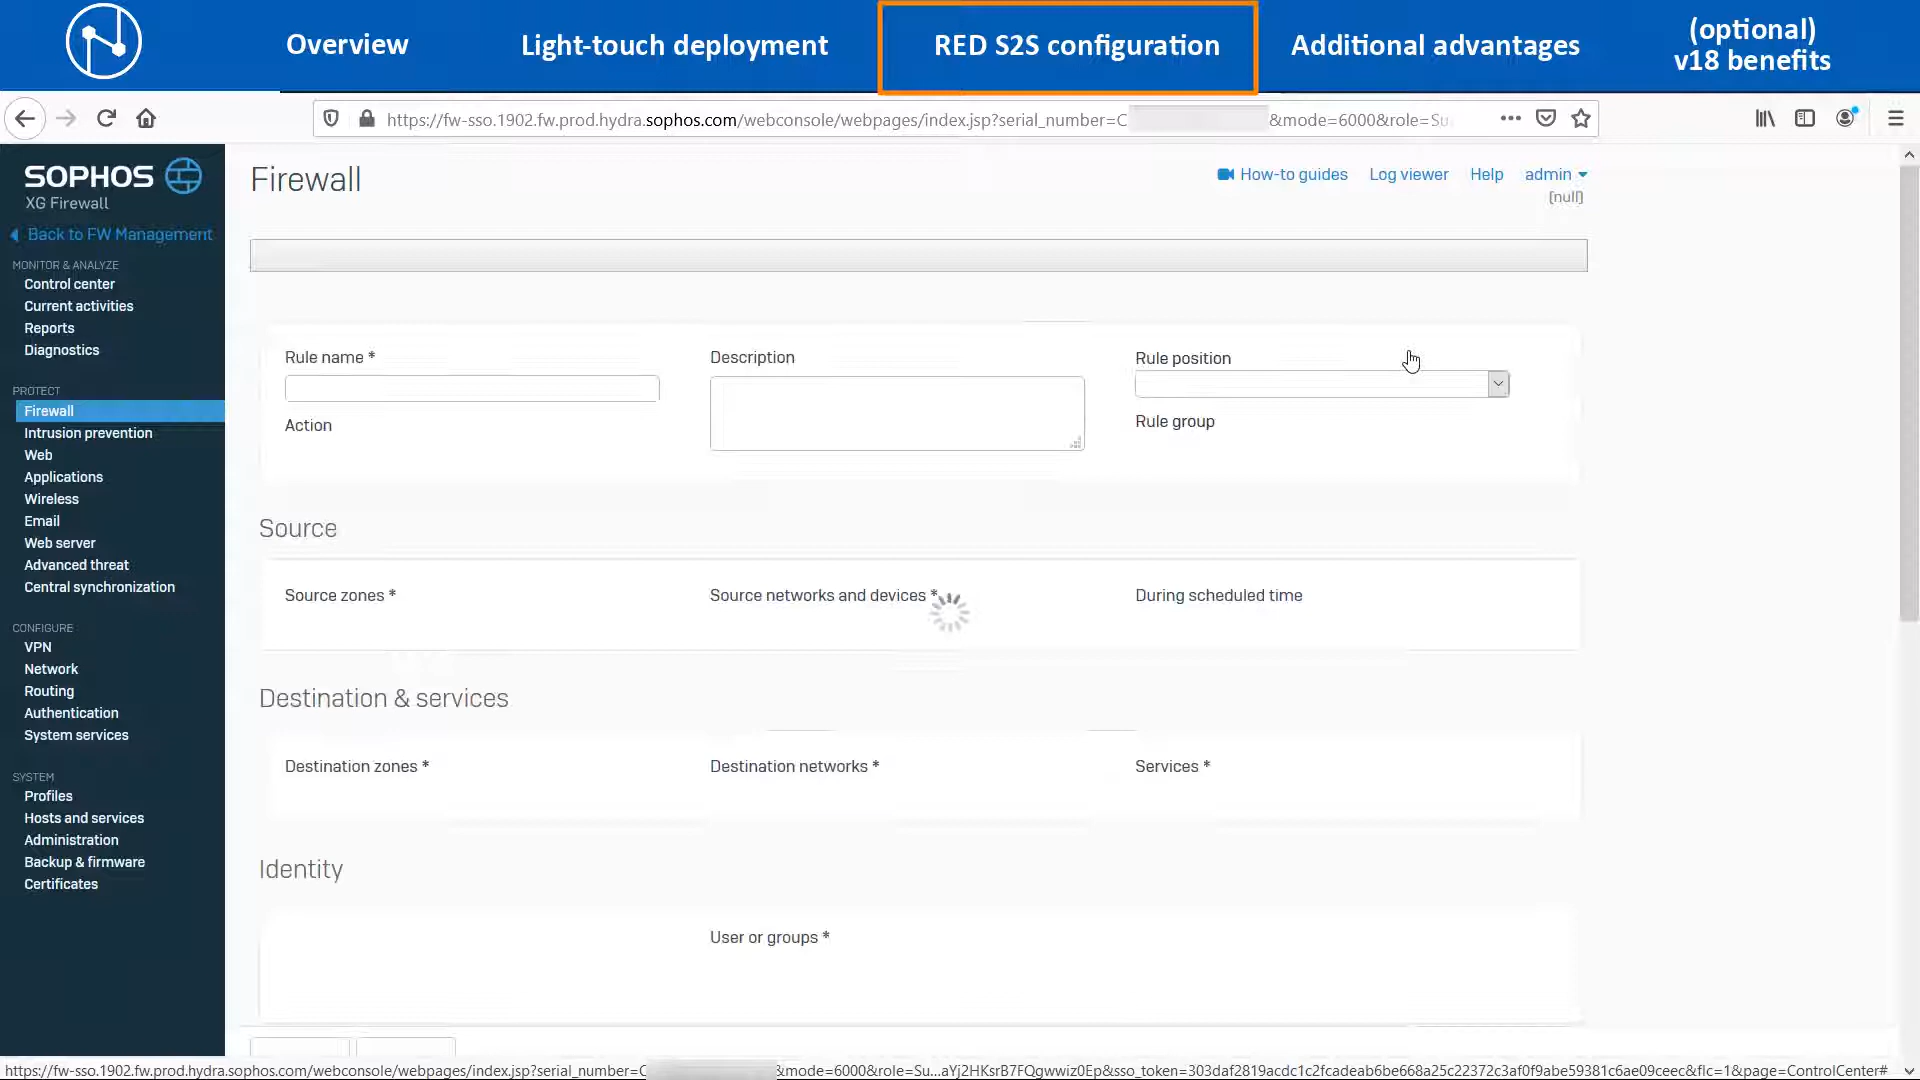 Overview
Light-touch deployment
RED S2S configuration
Additional advantages
(optional)
v18 benefits
https://fw-sso.1902.fw.prod.hydra.sophos.com/webconsole/webpages/index.jsp?serial_number=C &mode=6000&role=Su
SOPHOS
XG Firewall
Back to FW Management
MONITOR & ANALYZE
Control center
Current activities
Reports
Diagnostics
PROTECT
Firewall
Intrusion prevention
Web
Applications
Wireless
Email
Web server
Advanced threat
Central synchronization
CONFIGURE
VPN
Network
Routing
Authentication
System services
SYSTEM
Profiles
Hosts and services
Administration
Backup & firmware
Certificates
Firewall
How-to guides
Log viewer
Help
admin
(null)
Rule name *
Description
Rule position
Action
Rule group
Source
Source zones *
Source networks and devices *
During scheduled time
Destination & services
Destination zones *
Destination networks *
Services *
Identity
User or groups *
https://fw-sso.1902.fw.prod.hydra.sophos.com/webconsole/webpages/index.jsp?serial_number=C &mode=6000&role=Su...aYj2HKsrB7FQgwwiz0Ep&sso_token=303daf2819acdc1c2fcadeab6be668a25c22372c3af0f9abe59381c6ae09ceec&flc=1&page=ControlCenter#